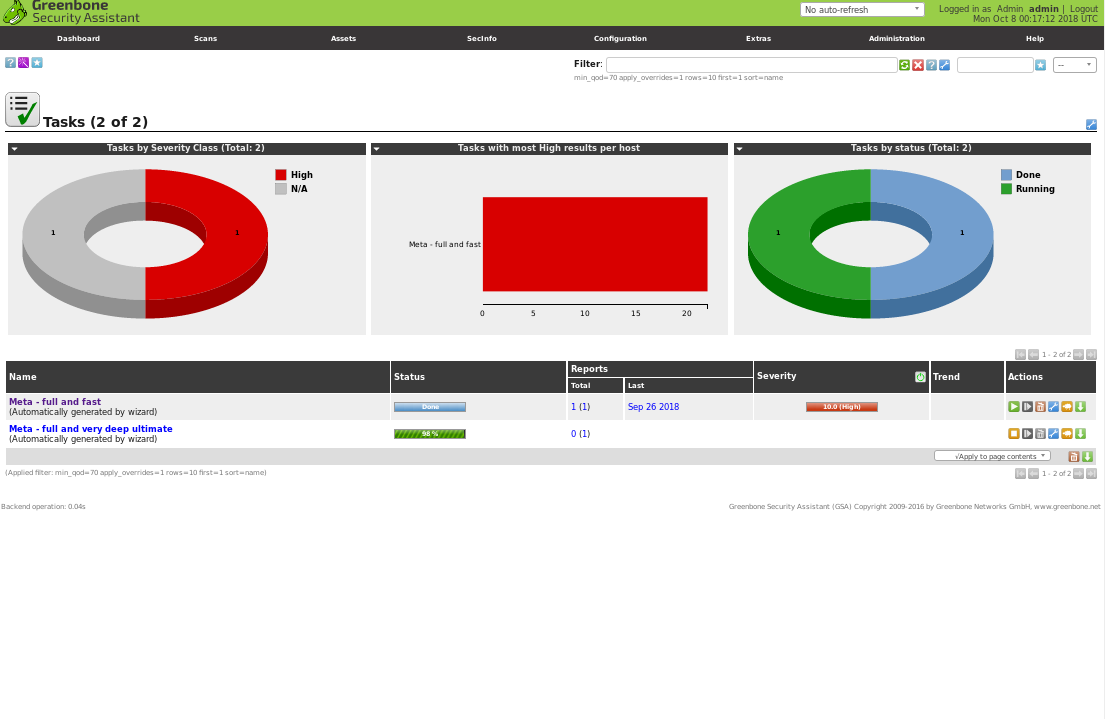 Greenbone
Security Assistant
No auto-refresh
Logged in as Admin admin | Logout
Mon Oct 8 00:17:12 2018 UTC
Dashboard Scans Assets SecInfo Configuration Extras Administration Help
Filter:
--
min_qod=70 apply_overrides=1 rows=10 first=1 sort=name
Tasks (2 of 2)
Tasks by Severity Class (Total: 2)
High
N/A
1
1
Tasks with most High results per host
Meta - full and fast
0 5 10 15 20
Tasks by status (Total: 2)
Done
Running
1
1
1 - 2 of 2
Name Status Reports Severity Trend Actions
Total Last
Meta - full and fast
(Automatically generated by wizard)
Done 1 (1) Sep 26 2018 10.0 (High)
Meta - full and very deep ultimate
(Automatically generated by wizard)
98 % 0 (1)
√Apply to page contents
(Applied filter: min_qod=70 apply_overrides=1 rows=10 first=1 sort=name)
1 - 2 of 2
Backend operation: 0.04s
Greenbone Security Assistant (GSA) Copyright 2009-2016 by Greenbone Networks GmbH, www.greenbone.net